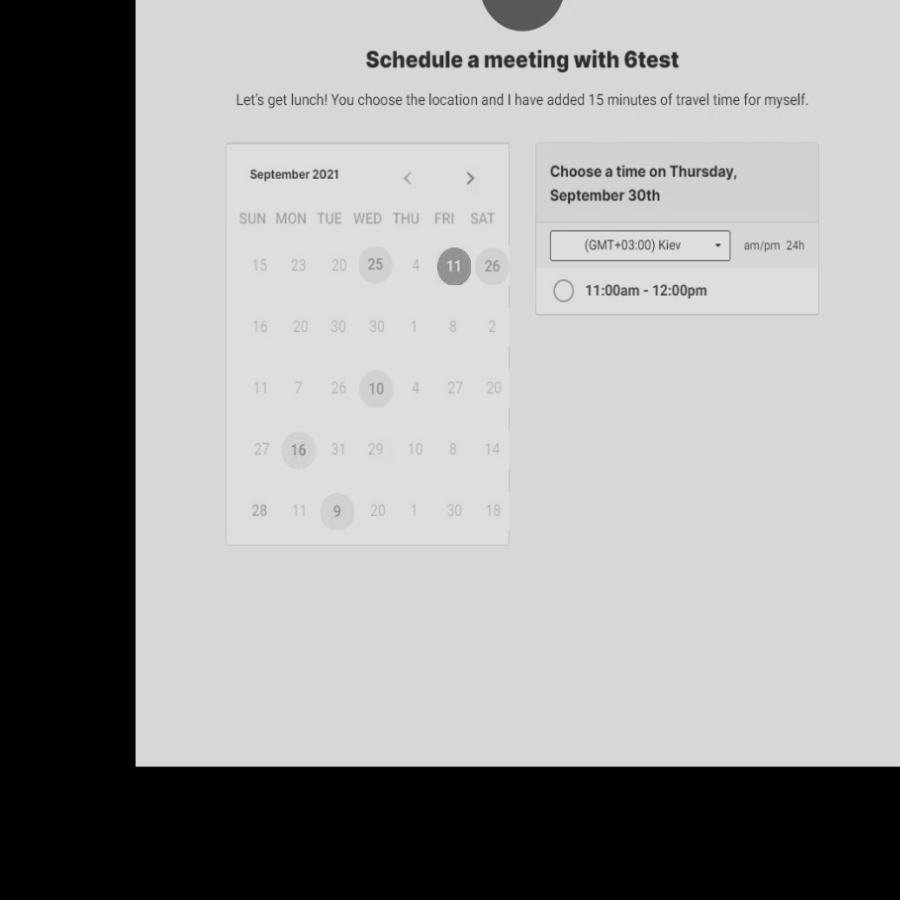 Schedule a meeting with 6test
Let's get lunch! You choose the location and I have added 15 minutes of travel time for myself.
September 2021
SUN MON TUE WED THU FRI SAT
15 23 20 25 4 11 26
16 20 30 30 1 8 2
11 7 26 10 4 27 20
27 16 31 29 10 8 14
28 11 9 20 1 30 18
Choose a time on Thursday,
September 30th
(GMT+03:00) Kiev am/pm 24h
11:00am - 12:00pm